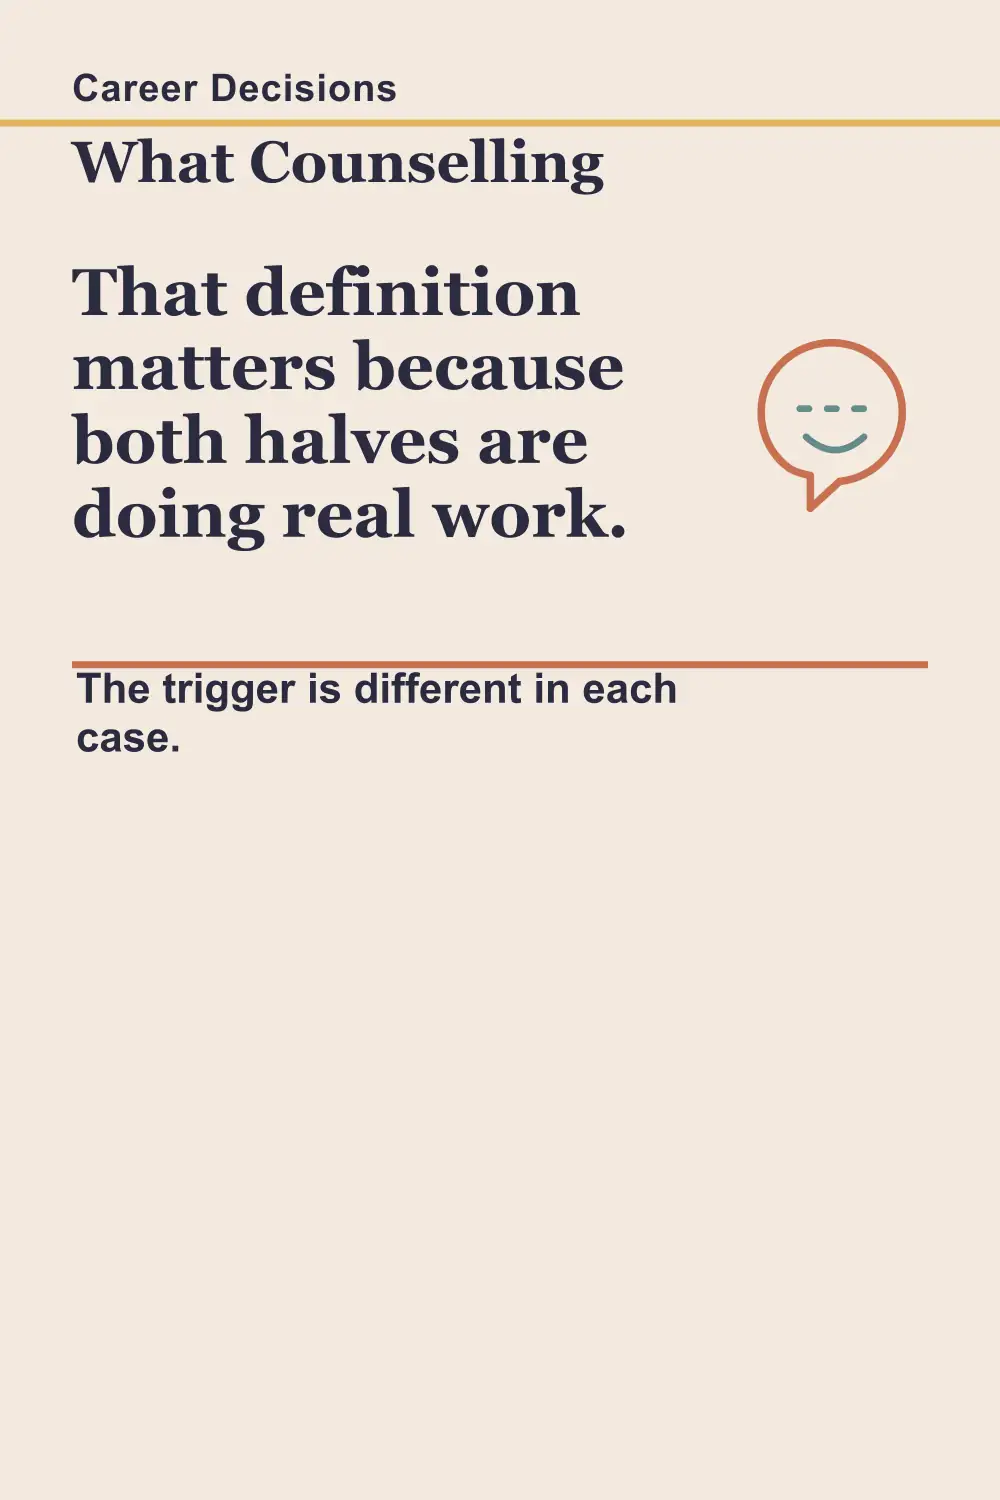 Career Decisions
What Counselling
That definition
matters because
both halves are
doing real work.
The trigger is different in each
case.